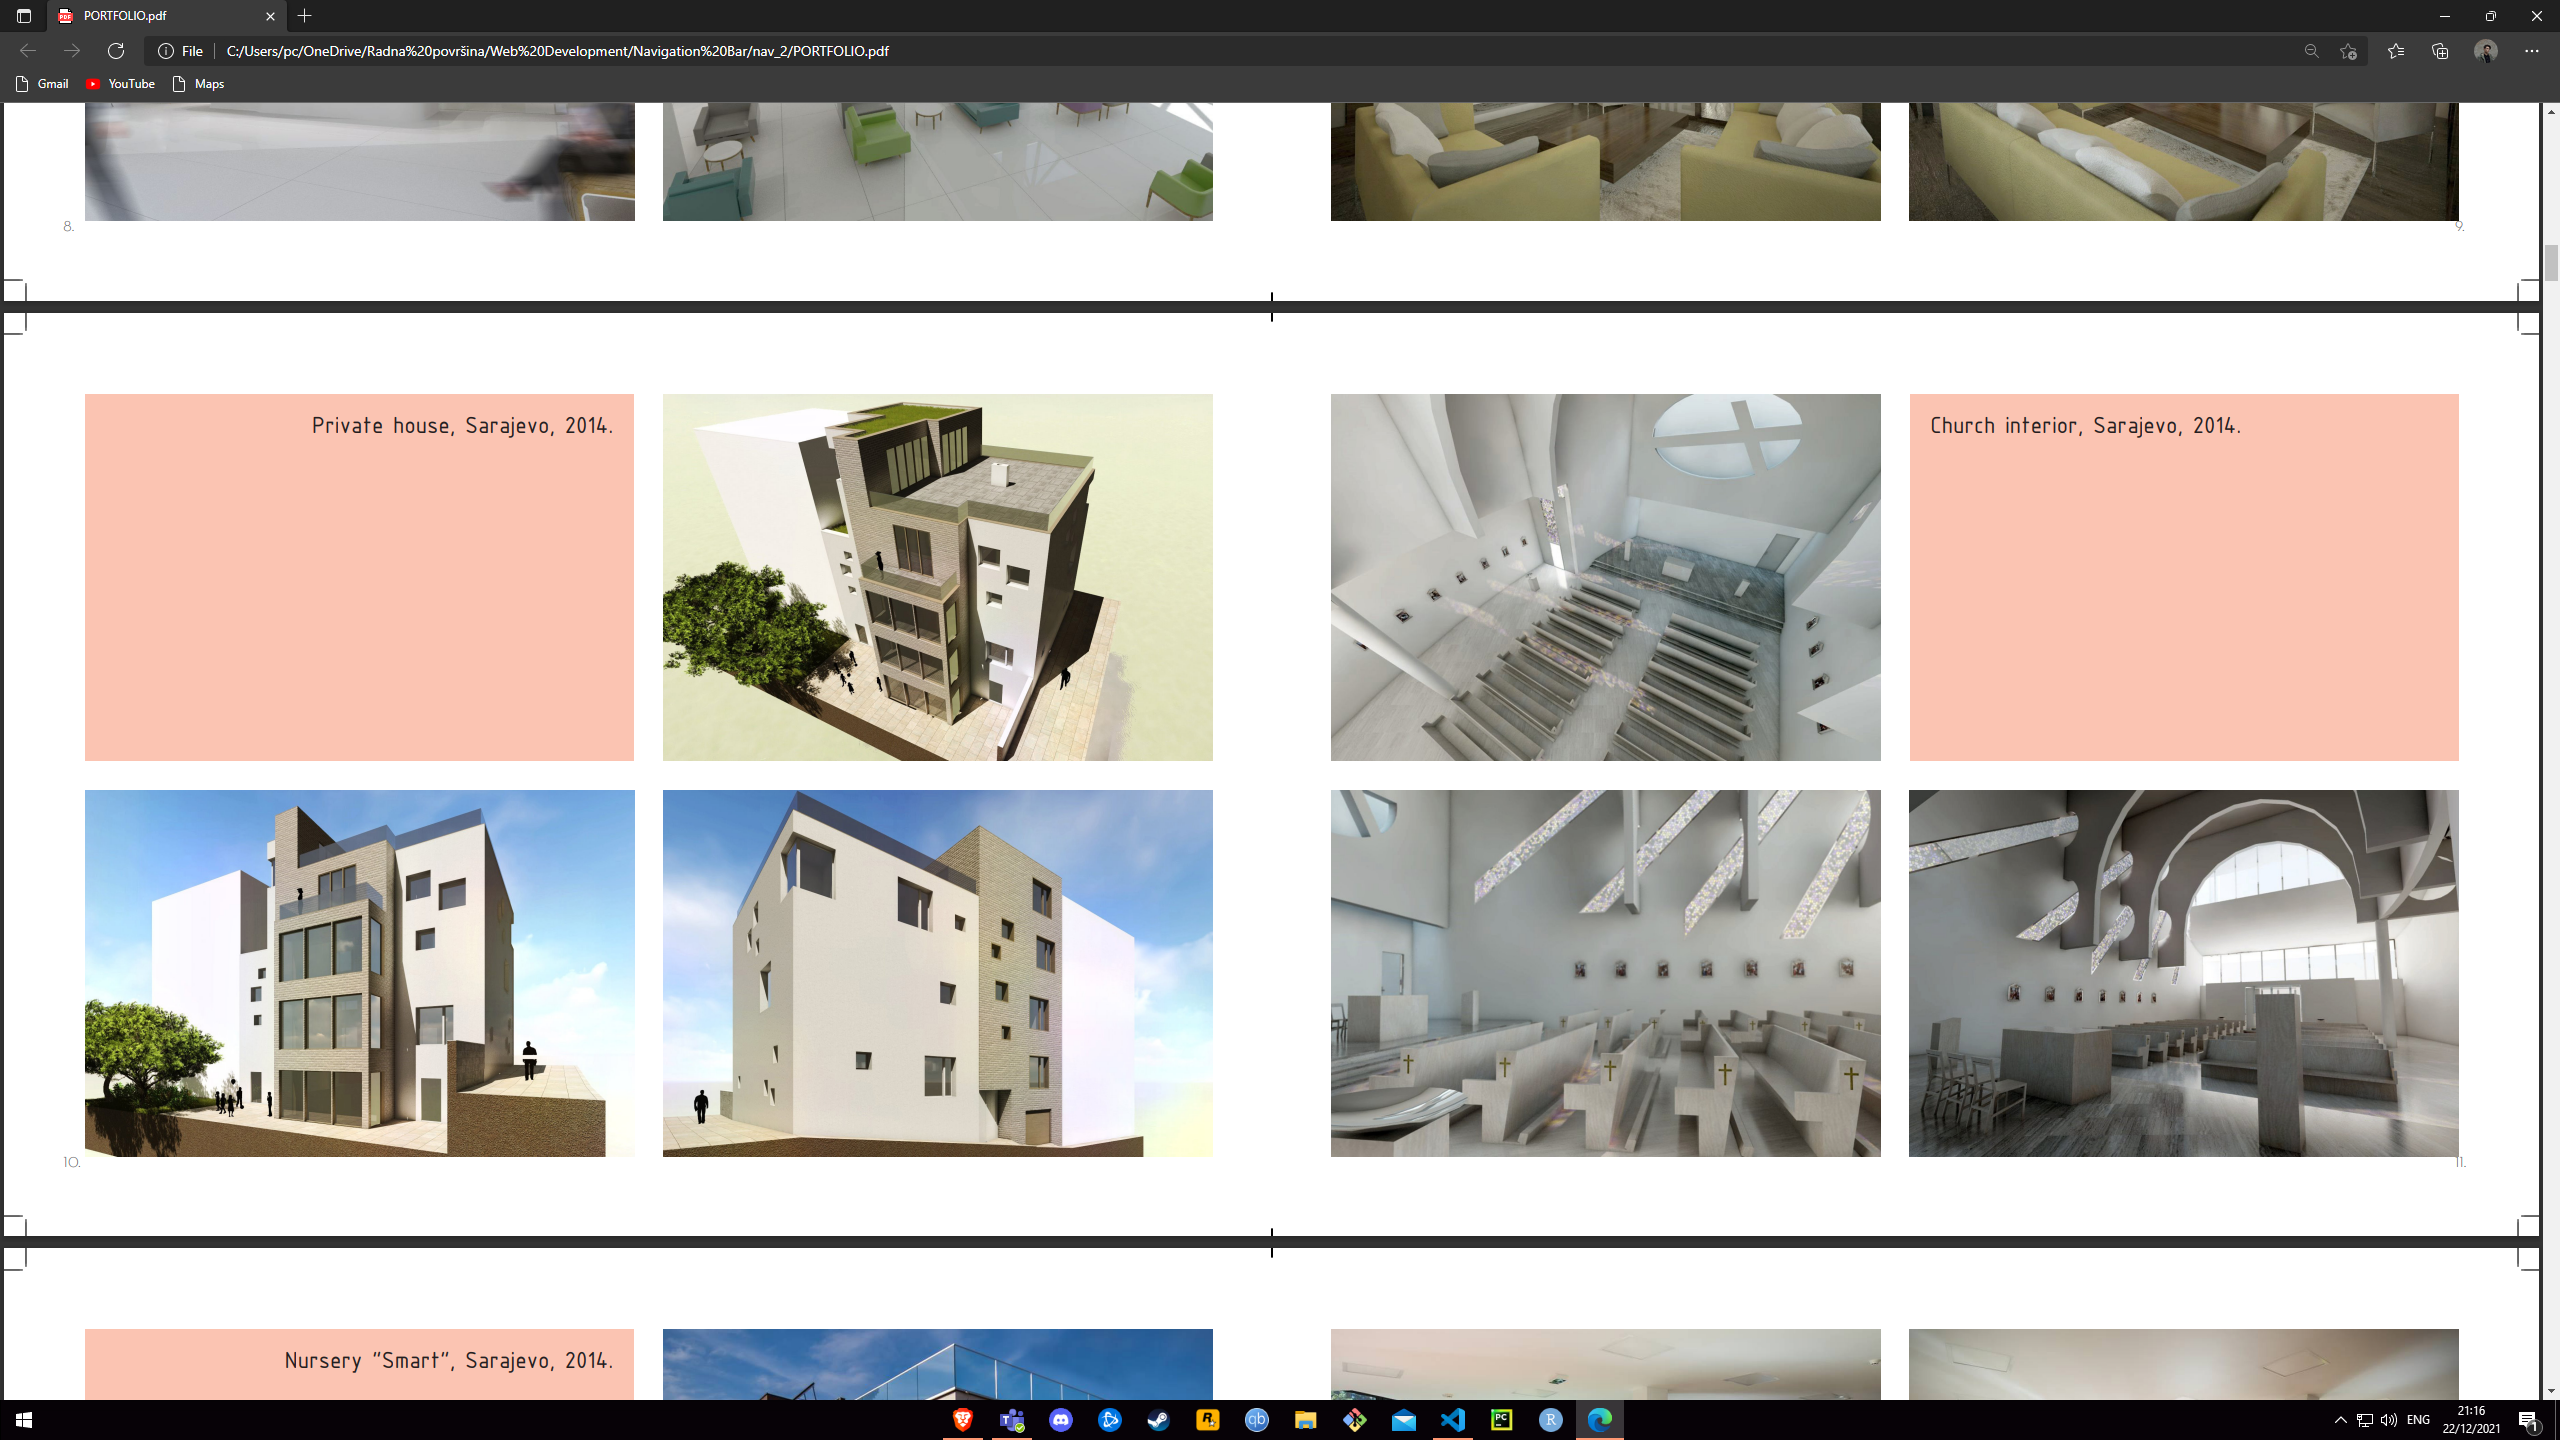 PORTFOLIO.pdf
File
C:/Users/pc/OneDrive/Radna%20površina/Web%20Development/Navigation%20Bar/nav_2/PORTFOLIO.pdf
Gmail
YouTube
Maps
8.
9.
Private house, Sarajevo, 2014.
Church interior, Sarajevo, 2014.
10.
11.
Nursery "Smart", Sarajevo, 2014.
ENG
21:16
22/12/2021
1